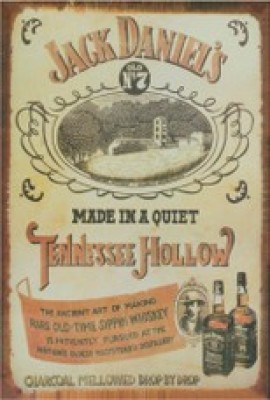 JACK DANIEL'S
OLD
No 7
MADE IN A QUIET
TENNESSEE HOLLOW
THE ANCIENT ART OF MAKING
RARE OLD-TIME SIPPIN' WHISKEY
IS PATIENTLY PURSUED AT THE
NATION'S OLDEST REGISTERED DISTILLERY
CHARCOAL MELLOWED DROP BY DROP